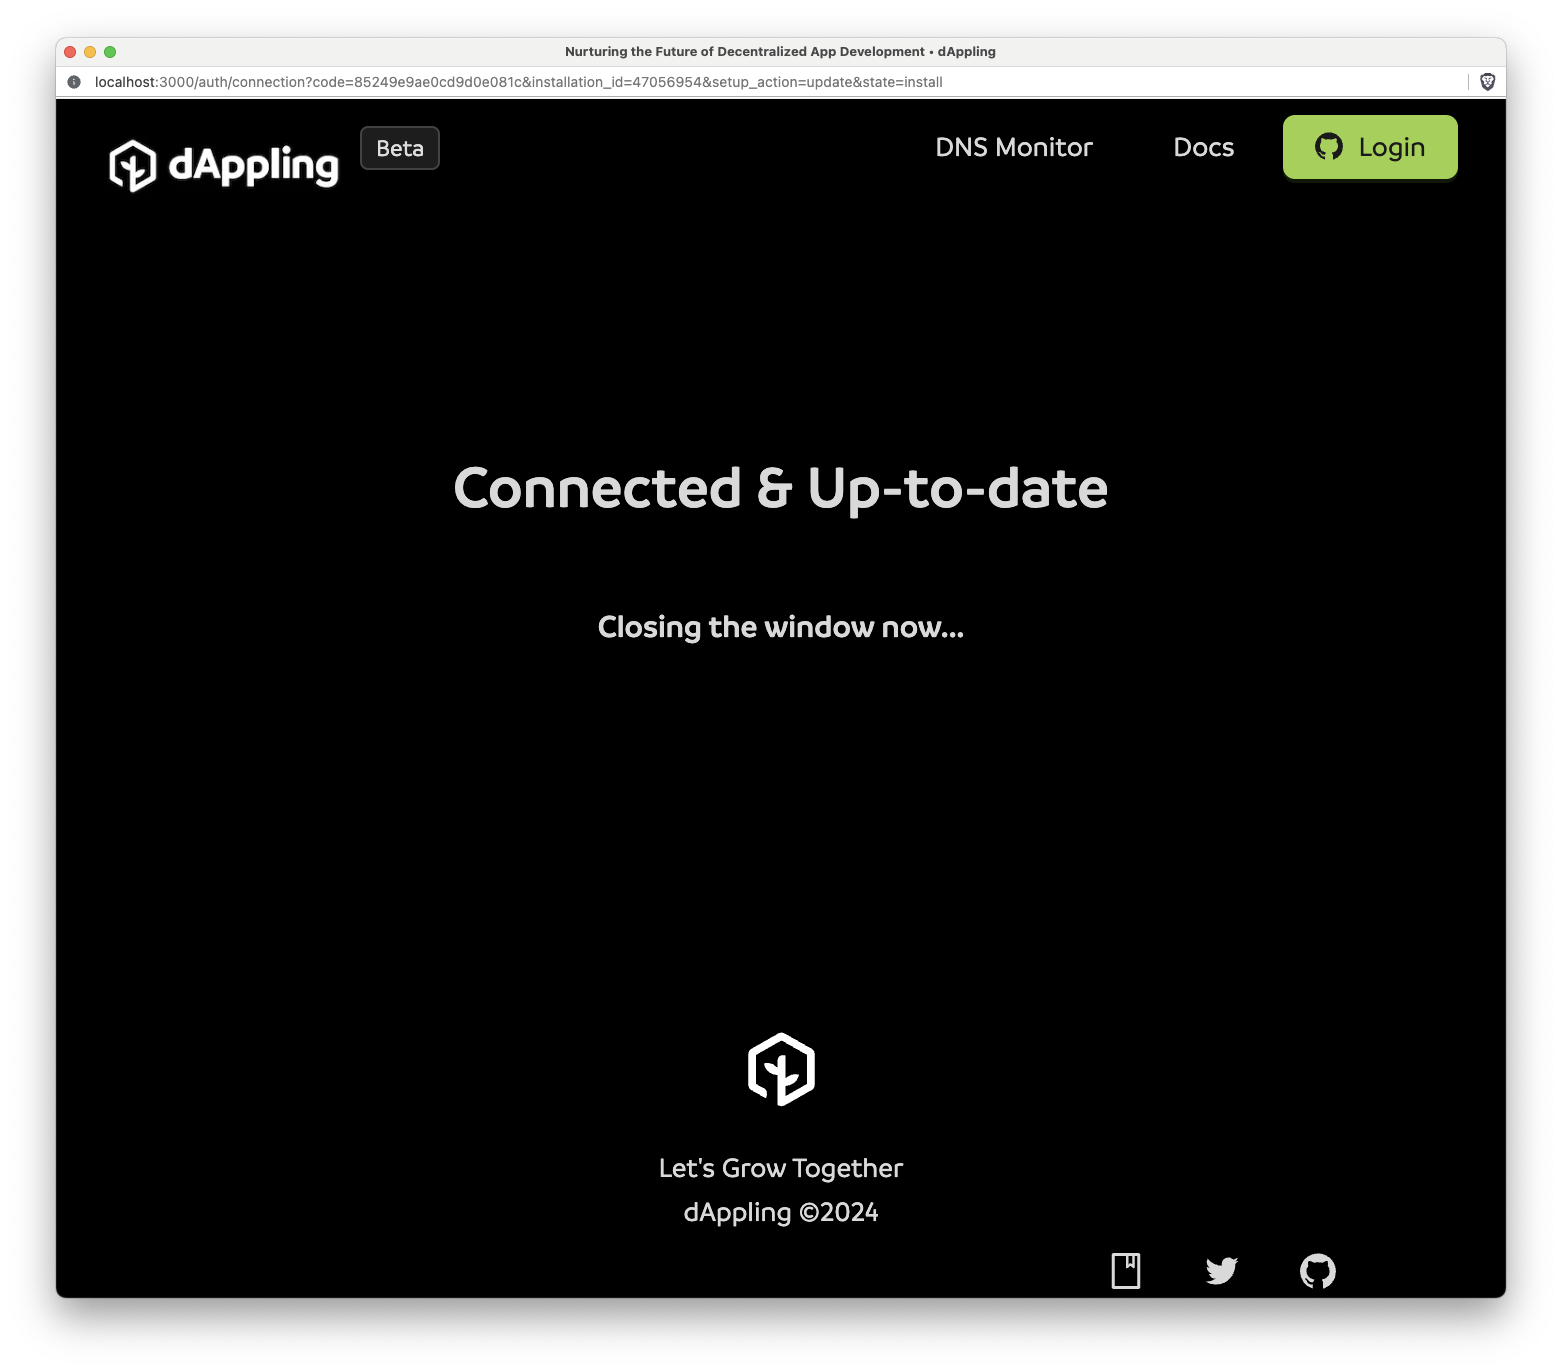 Nurturing the Future of Decentralized App Development • dAppling
localhost:3000/auth/connection?code=85249e9ae0cd9d0e081c&installation_id=47056954&setup_action=update&state=install
dAppling
Beta
DNS Monitor
Docs
Login
Connected & Up-to-date
Closing the window now...
Let's Grow Together
dAppling ©2024